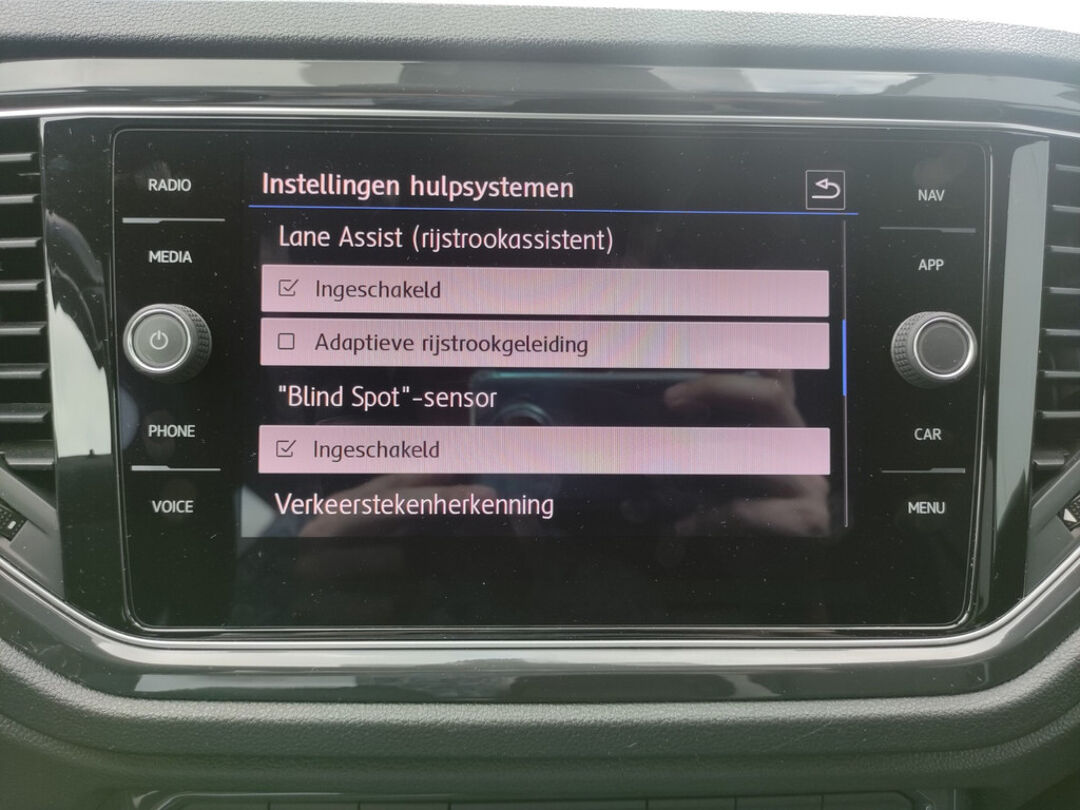 RADIO
MEDIA
PHONE
VOICE
Instellingen hulpsystemen
Lane Assist (rijstrookassistent)
Ingeschakeld
Adaptieve rijstrookgeleiding
"Blind Spot"-sensor
Ingeschakeld
Verkeerstekenherkenning
NAV
APP
CAR
MENU